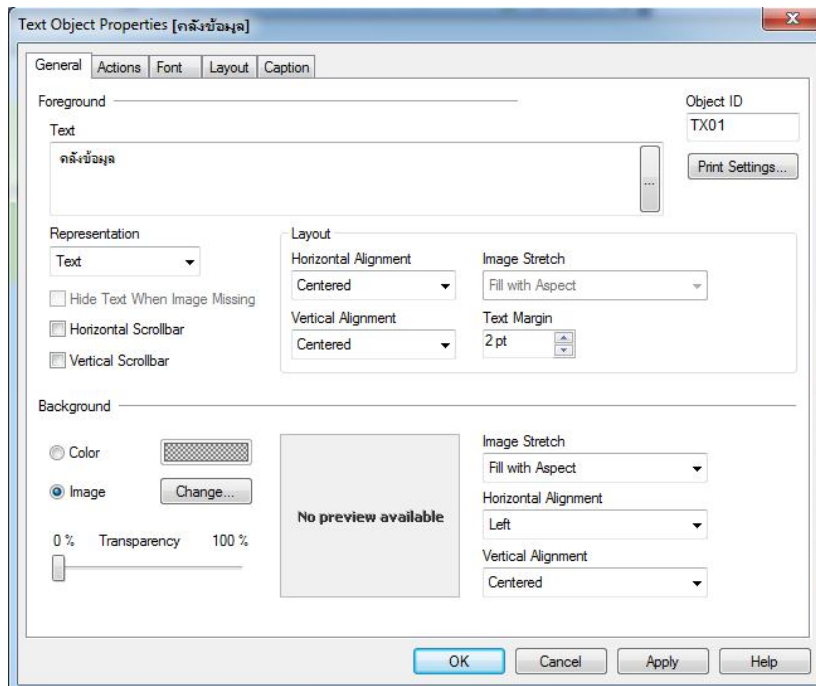 Text Object Properties [คลังข้อมูล]
General Actions Font Layout Caption
Foreground
Object ID
Text
TX01
คลังข้อมูล
...
Print Settings...
Representation
Layout
Text
Horizontal Alignment
Image Stretch
Centered
Fill with Aspect
Hide Text When Image Missing
Vertical Alignment
Text Margin
Horizontal Scrollbar
Centered
2 pt
Vertical Scrollbar
Background
Color
Image Stretch
Fill with Aspect
Image
Change...
Horizontal Alignment
No preview available
Left
0 % Transparency 100 %
Vertical Alignment
Centered
OK Cancel Apply Help